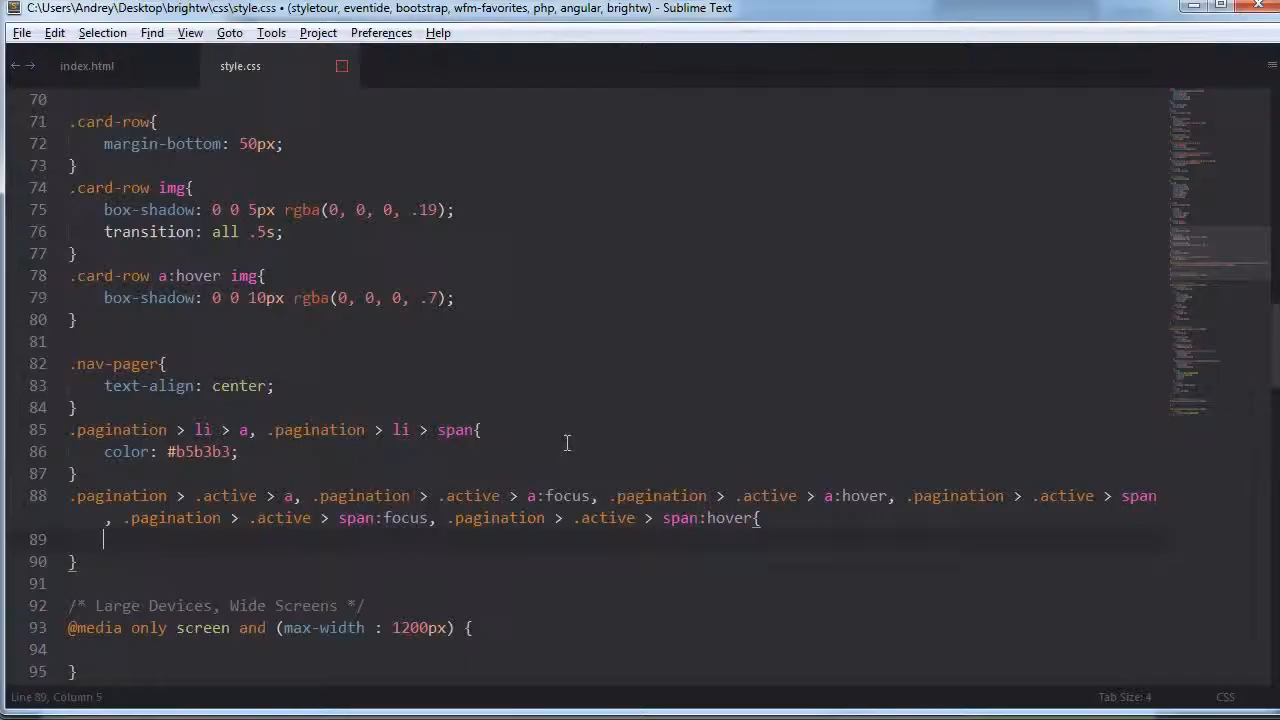 C:\Users\Andrey\Desktop\brightw\css\style.css • (styletour, eventide, bootstrap, wfm-favorites, php, angular, brightw) - Sublime Text
File Edit Selection Find View Goto Tools Project Preferences Help
index.html style.css
70
71 .card-row{
72 margin-bottom: 50px;
73 }
74 .card-row img{
75 box-shadow: 0 0 5px rgba(0, 0, 0, .19);
76 transition: all .5s;
77 }
78 .card-row a:hover img{
79 box-shadow: 0 0 10px rgba(0, 0, 0, .7);
80 }
81
82 .nav-pager{
83 text-align: center;
84 }
85 .pagination > li > a, .pagination > li > span{
86 color: #b5b3b3;
87 }
88 .pagination > .active > a, .pagination > .active > a:focus, .pagination > .active > a:hover, .pagination > .active > span
, .pagination > .active > span:focus, .pagination > .active > span:hover{
89
90 }
91
92 /* Large Devices, Wide Screens */
93 @media only screen and (max-width : 1200px) {
94
95 }
Line 89, Column 5 Tab Size: 4 CSS